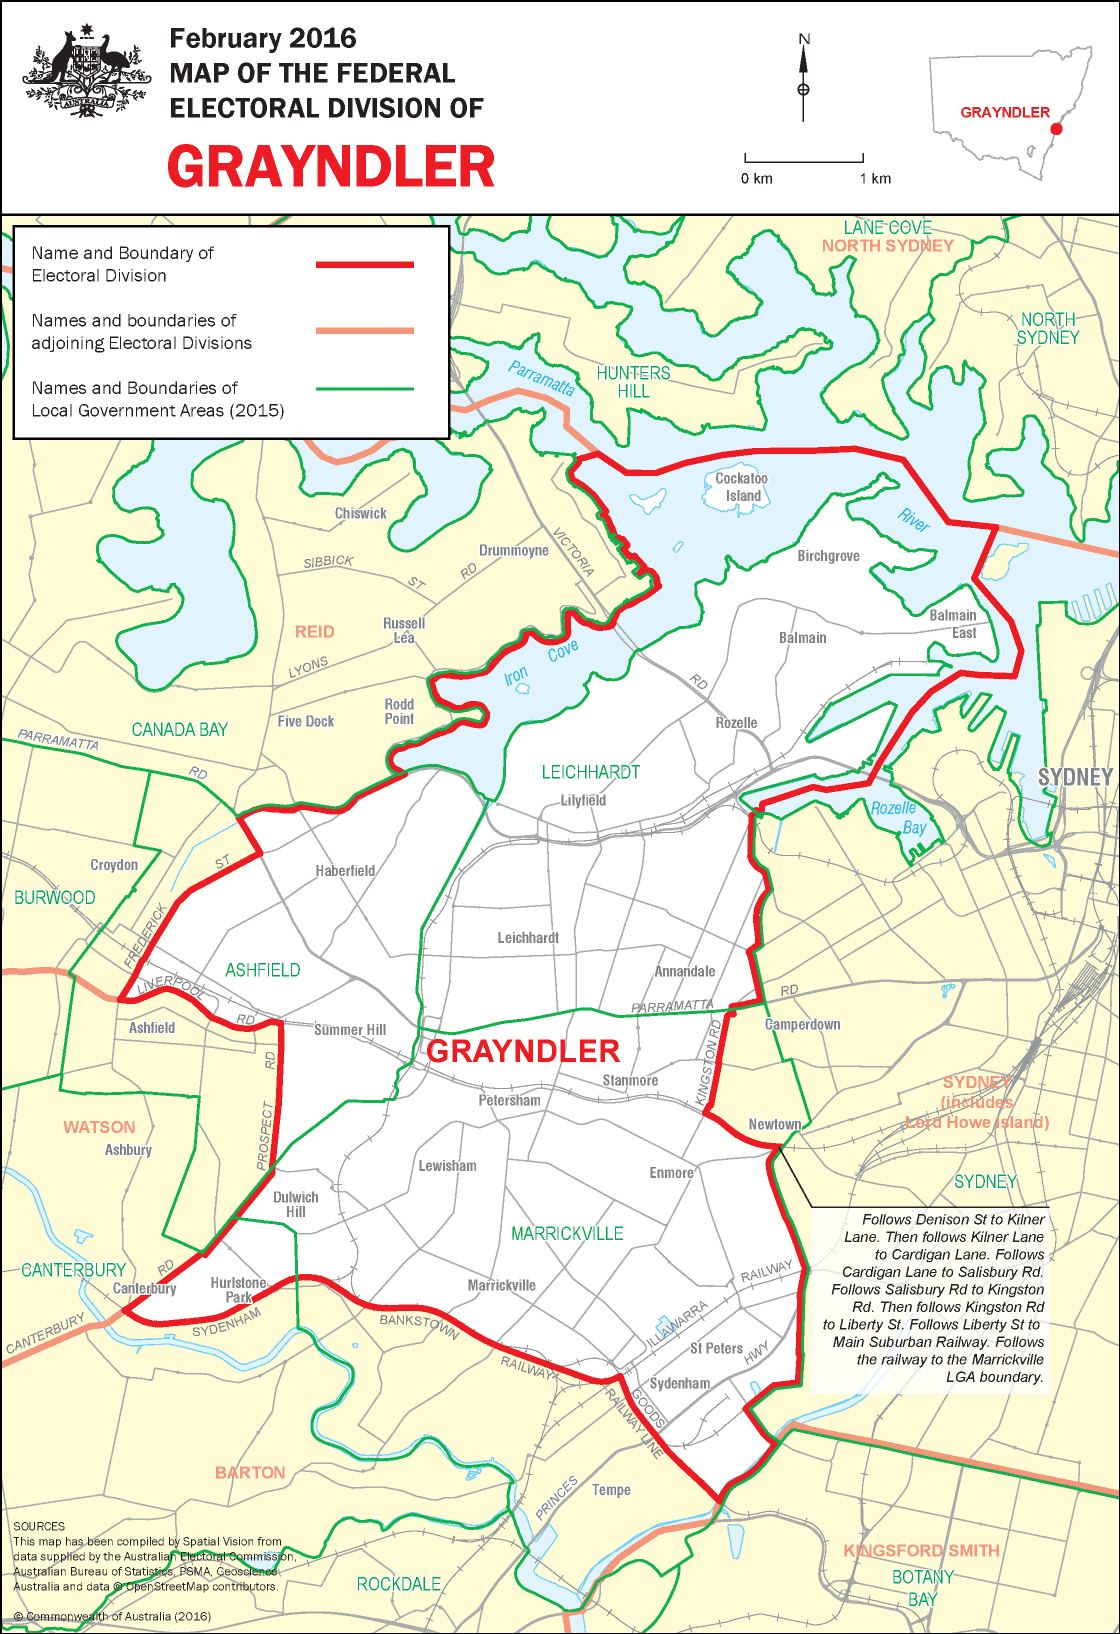 February 2016
MAP OF THE FEDERAL
ELECTORAL DIVISION OF
GRAYNDLER
AUSTRALIA
N
0 km
1 km
GRAYNDLER
Name and Boundary of
Electoral Division
Names and boundaries of
adjoining Electoral Divisions
Names and Boundaries of
Local Government Areas (2015)
LANE COVE
NORTH SYDNEY
NORTH
SYDNEY
HUNTERS
HILL
Parramatta
Cockatoo
Island
River
Chiswick
Drummoyne
VICTORIA
SIBBICK
ST
RD
Birchgrove
REID
Russell
Lea
Balmain
East
Balmain
LYONS
Iron
Cove
RD
Rodd
Point
Five Dock
CANADA BAY
Rozelle
PARRAMATTA
RD
LEICHHARDT
SYDNEY
Lilyfield
Rozelle
Bay
Croydon
ST
Haberfield
BURWOOD
FREDERICK
Leichhardt
ASHFIELD
Annandale
LIVERPOOL
RD
PARRAMATTA
RD
Ashfield
Summer Hill
Camperdown
GRAYNDLER
RD
KINGSTON RD
Stanmore
SYDNEY
(includes
Lord Howe Island)
Petersham
WATSON
PROSPECT
Newtown
Ashbury
Lewisham
Enmore
SYDNEY
Dulwich
Hill
MARRICKVILLE
Follows Denison St to Kilner
Lane. Then follows Kilner Lane
to Cardigan Lane. Follows
Cardigan Lane to Salisbury Rd.
Follows Salisbury Rd to Kingston
Rd. Then follows Kingston Rd
to Liberty St. Follows Liberty St to
Main Suburban Railway. Follows
the railway to the Marrickville
LGA boundary.
CANTERBURY
RD
Canterbury
Hurlstone
Park
Marrickville
RAILWAY
CANTERBURY
SYDENHAM
BANKSTOWN
ILLAWARRA
St Peters
HWY
RAILWAY
Sydenham
GOODS
RAILWAY LINE
BARTON
PRINCES
Tempe
SOURCES
This map has been compiled by Spatial Vision from
data supplied by the Australian Electoral Commission,
Australian Bureau of Statistics, PSMA, Geoscience
Australia and data © OpenStreetMap contributors.
© Commonwealth of Australia (2016)
ROCKDALE
KINGSFORD SMITH
BOTANY
BAY